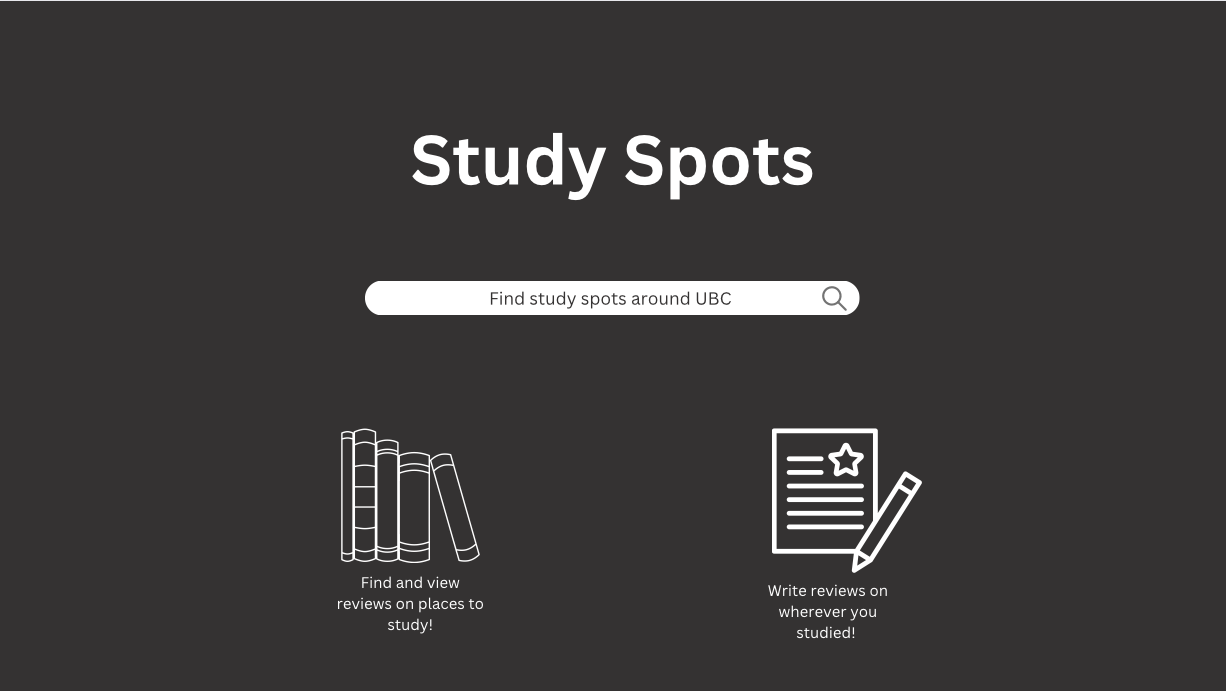 Study Spots
Find study spots around UBC
Find and view
reviews on places to
study!
Write reviews on
wherever you
studied!